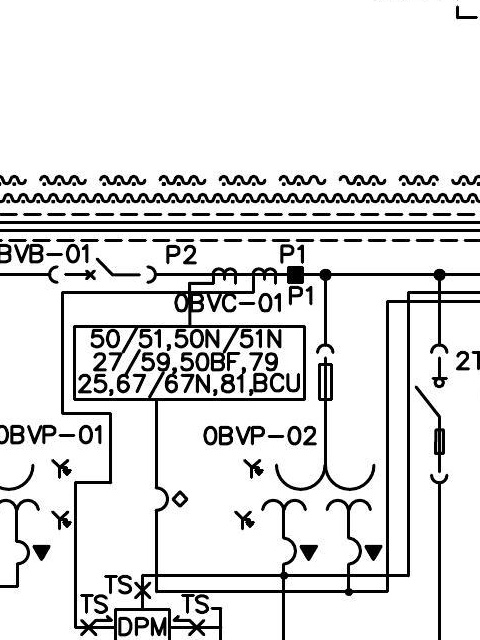 BVB-01
P2
P1
0BVC-01
P1
50/51,50N/51N
27/59,50BF,79
25,67/67N,81,BCU
2T
0BVP-01
0BVP-02
TS
TS
TS
DPM